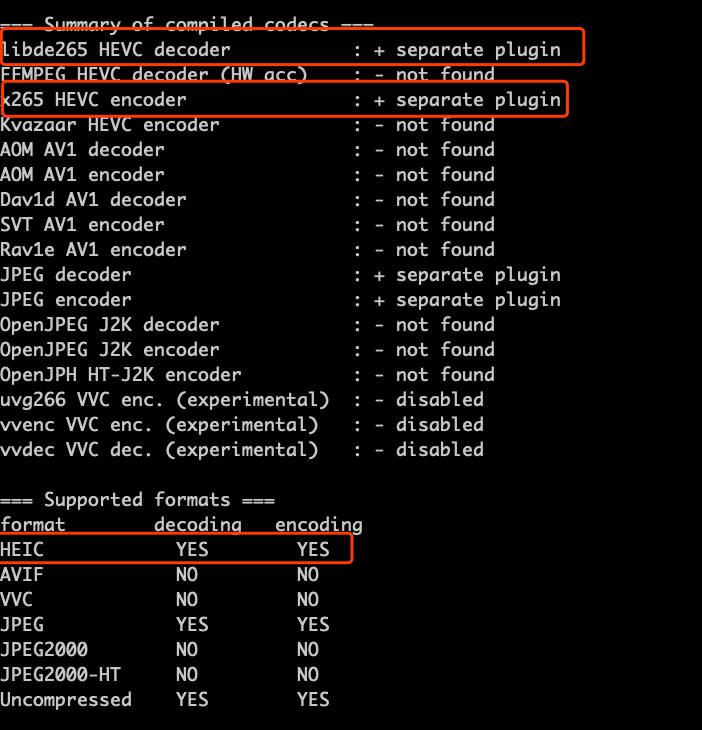 === Summary of compiled codecs ===
libde265 HEVC decoder : + separate plugin
FFMPEG HEVC decoder (HW acc) : - not found
x265 HEVC encoder : + separate plugin
Kvazaar HEVC encoder : - not found
AOM AV1 decoder : - not found
AOM AV1 encoder : - not found
Dav1d AV1 decoder : - not found
SVT AV1 encoder : - not found
Rav1e AV1 encoder : - not found
JPEG decoder : + separate plugin
JPEG encoder : + separate plugin
OpenJPEG J2K decoder : - not found
OpenJPEG J2K encoder : - not found
OpenJPH HT-J2K encoder : - not found
uvg266 VVC enc. (experimental) : - disabled
vvenc VVC enc. (experimental) : - disabled
vvdec VVC dec. (experimental) : - disabled
=== Supported formats ===
format decoding encoding
HEIC YES YES
AVIF NO NO
VVC NO NO
JPEG YES YES
JPEG2000 NO NO
JPEG2000-HT NO NO
Uncompressed YES YES